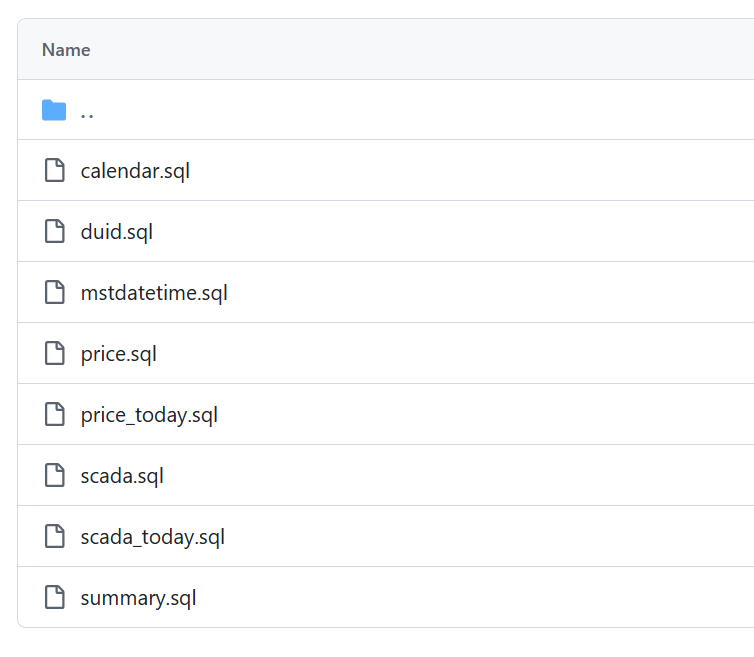 Name
..
calendar.sql
duid.sql
mstdatetime.sql
price.sql
price_today.sql
scada.sql
scada_today.sql
summary.sql